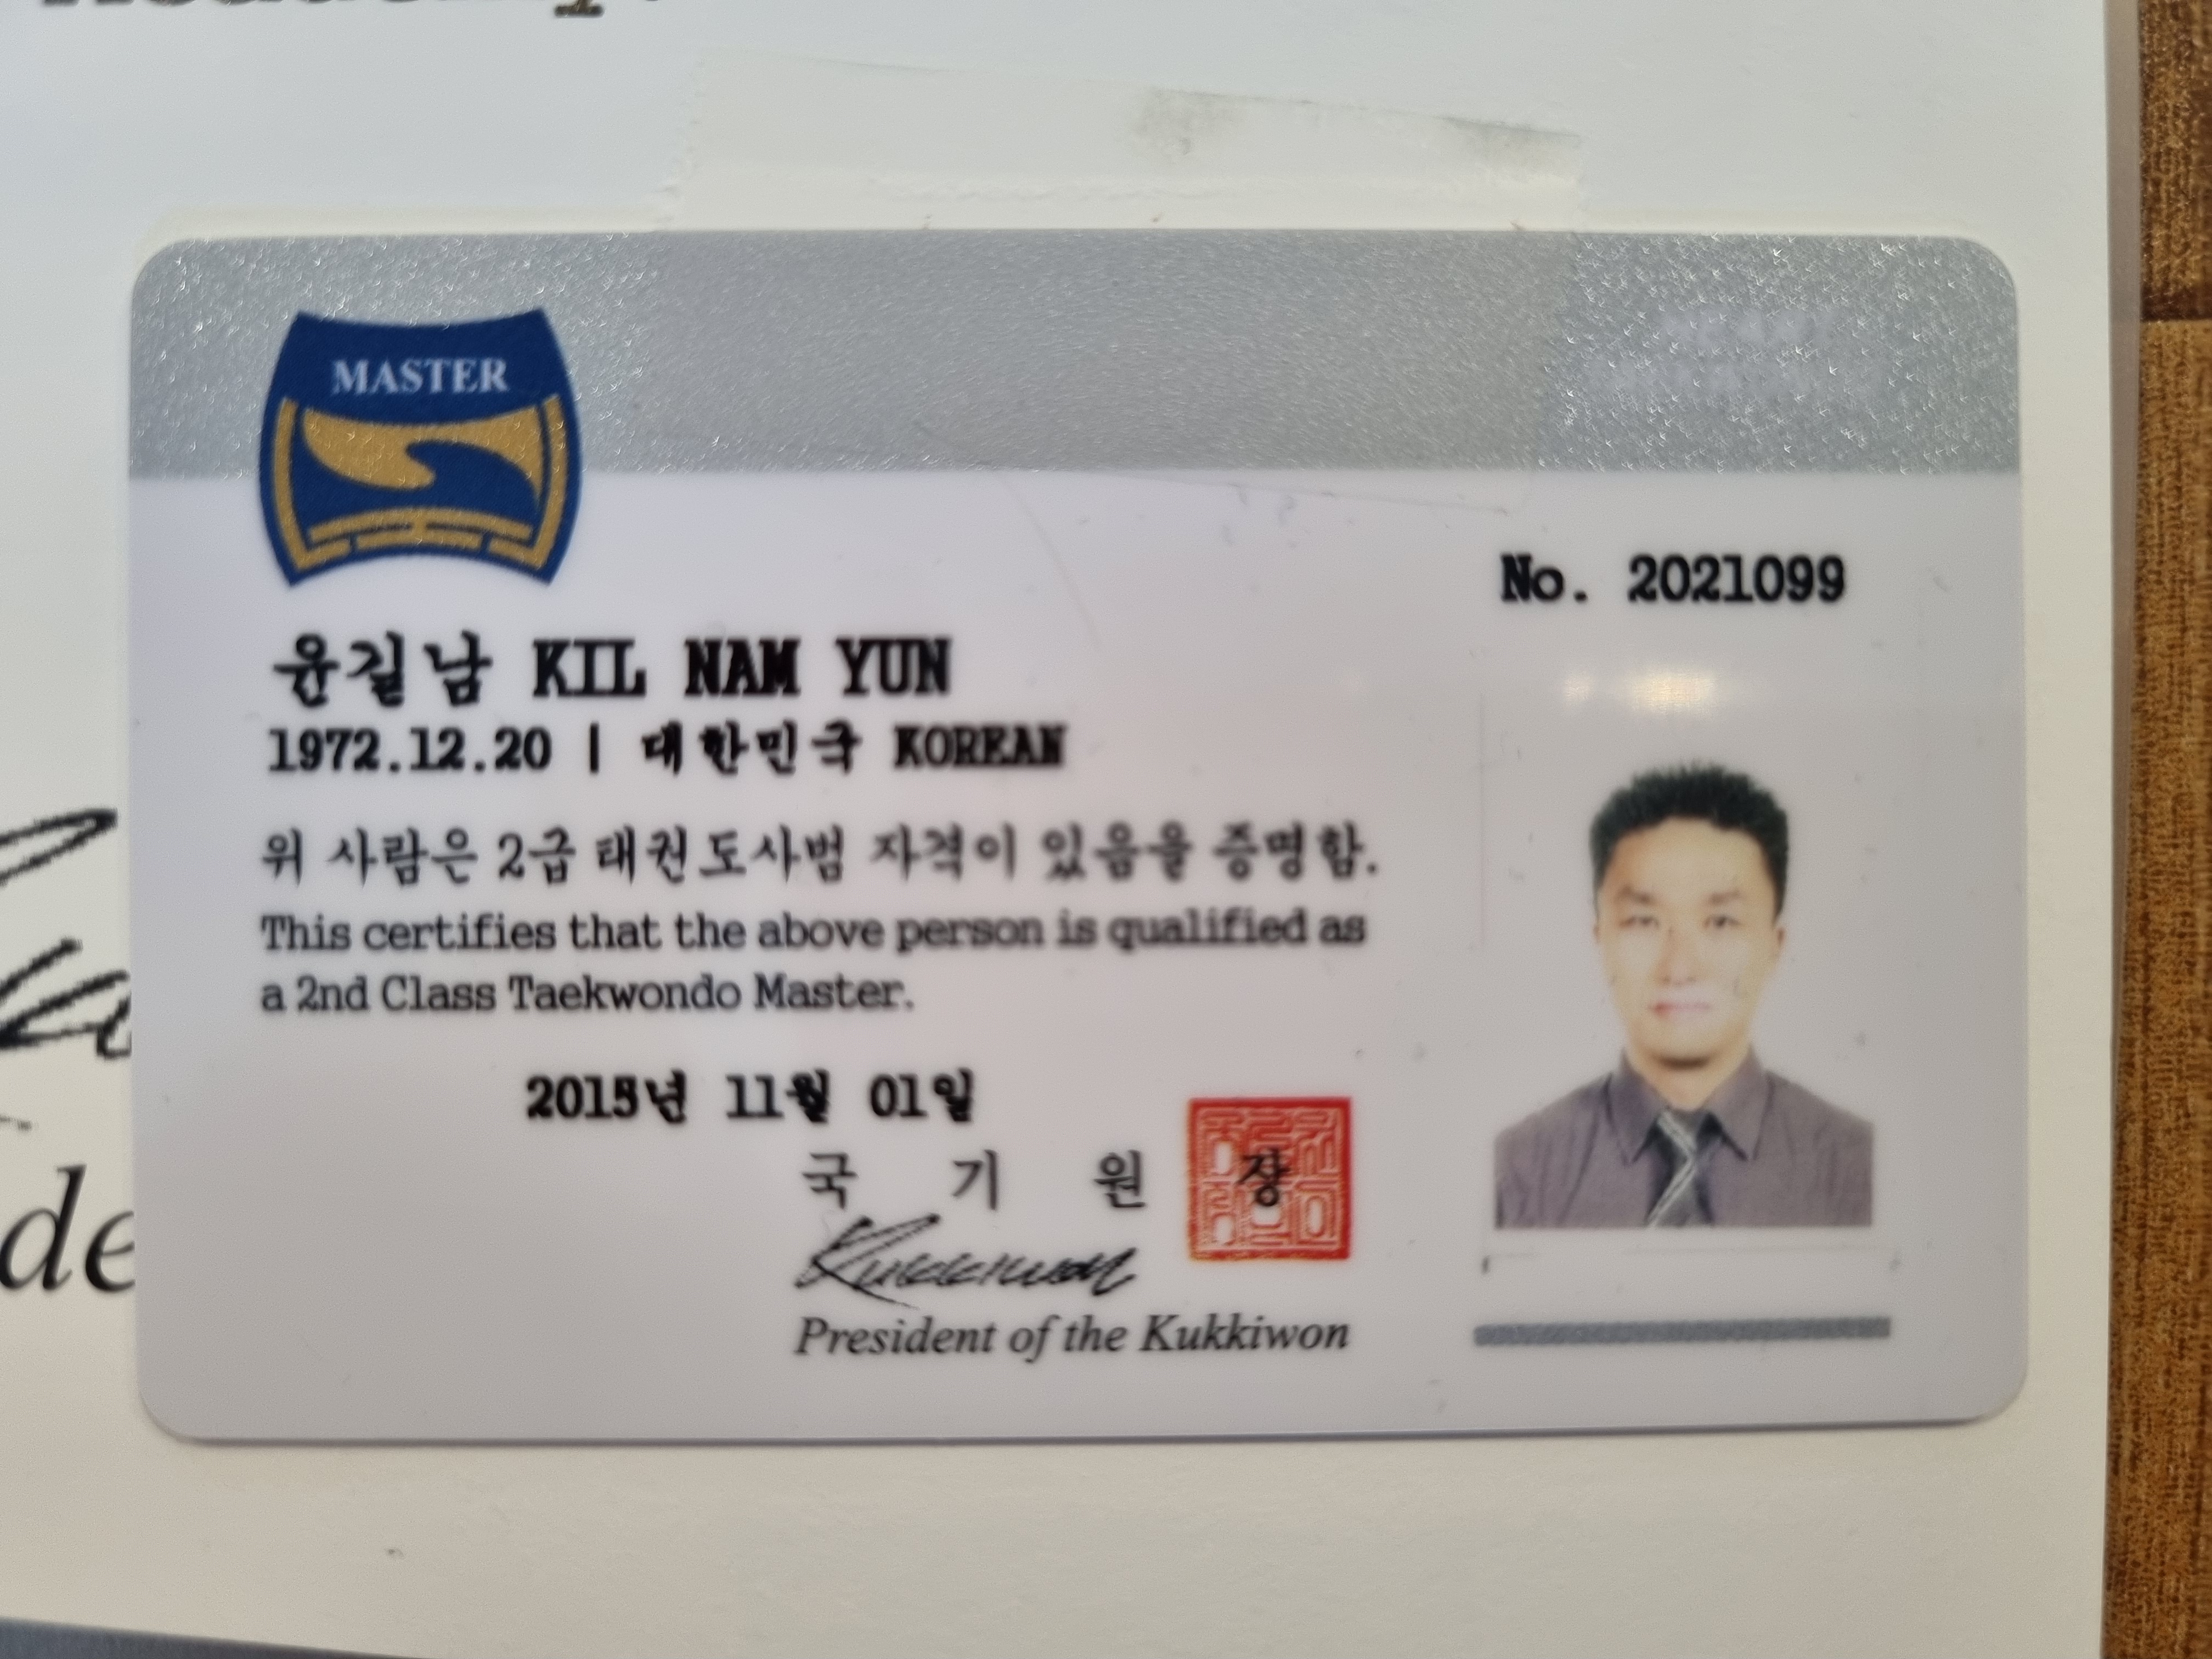 MASTER
No. 2021099
윤길남 KIL NAM YUN
1972.12.20 | 대한민국 KOREAN
위 사람은 2급 태권도사범 자격이 있음을 증명함.
This certifies that the above person is qualified as
a 2nd Class Taekwondo Master.
2015년 11월 01일
국 기 원 장
Kukkiwon
President of the Kukkiwon
de